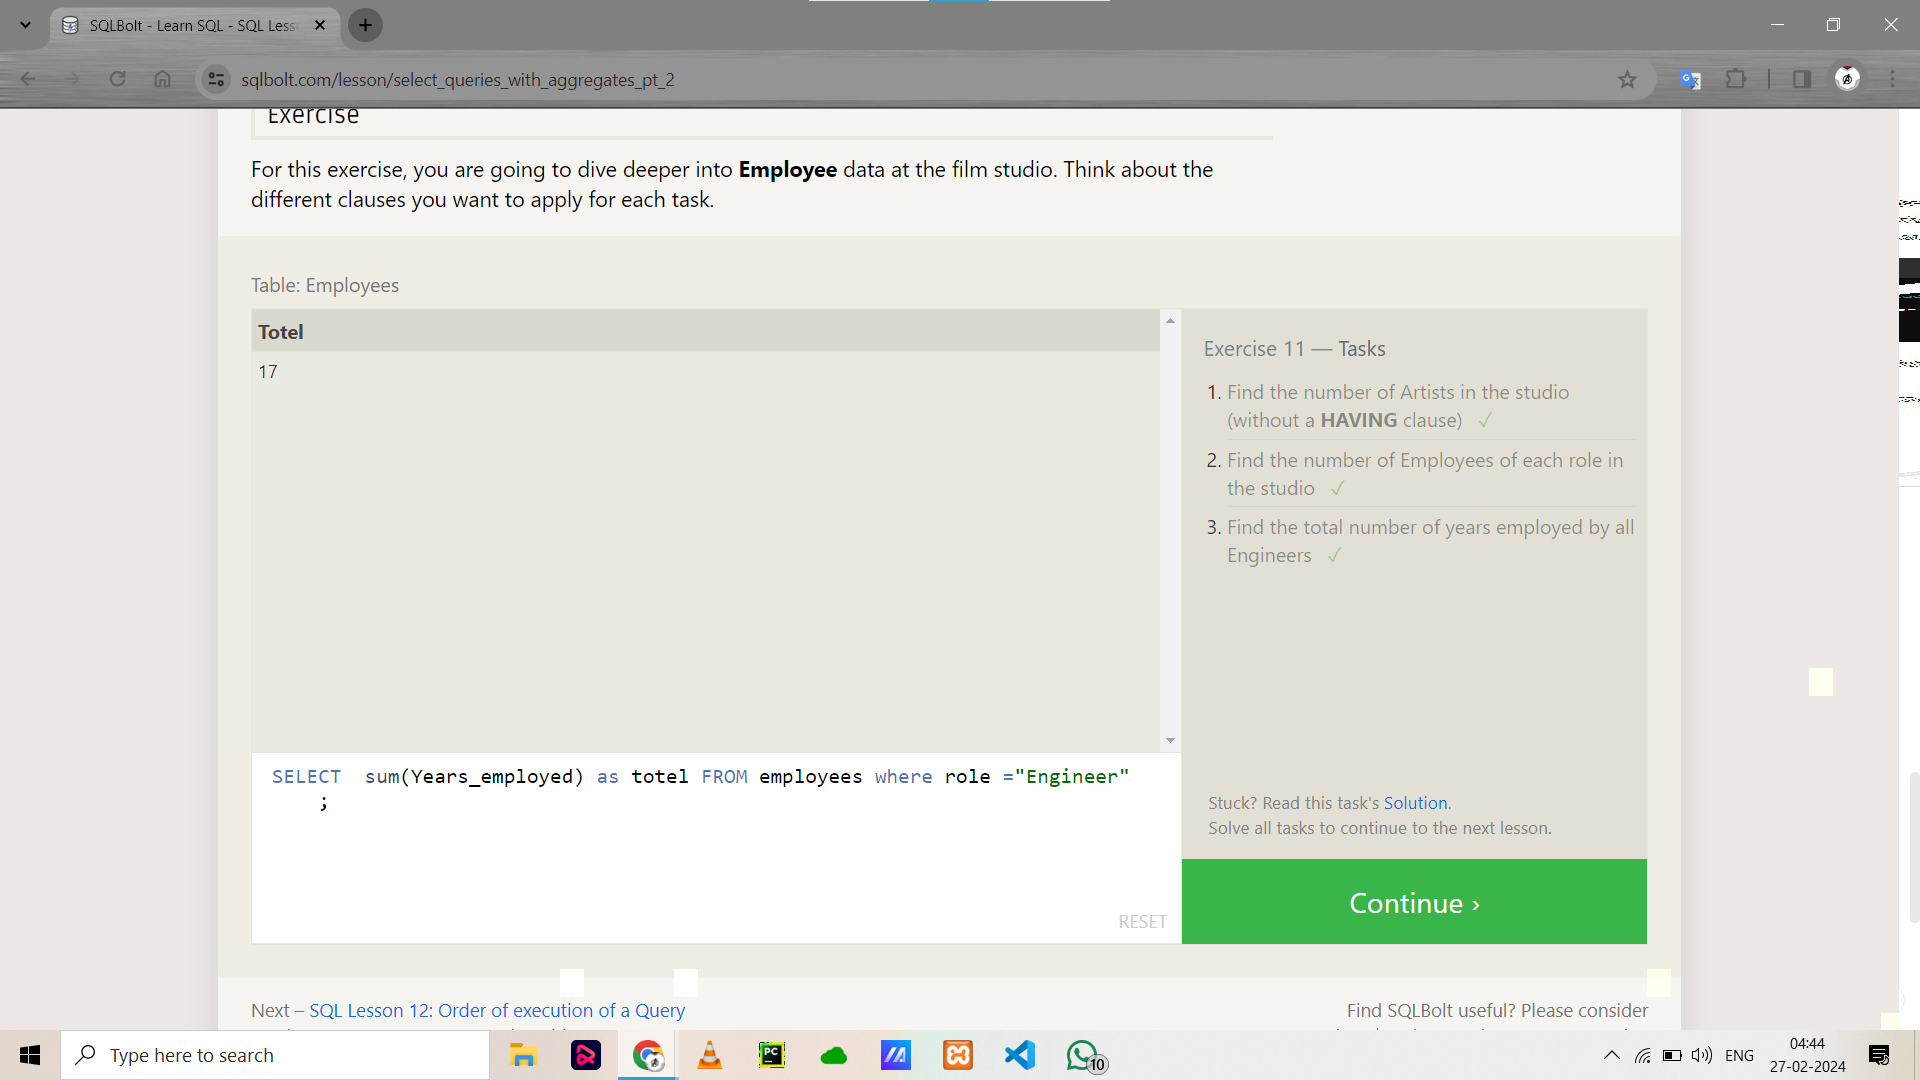 SQLBolt - Learn SQL - SQL Less
sqlbolt.com/lesson/select_queries_with_aggregates_pt_2
Exercise
For this exercise, you are going to dive deeper into Employee data at the film studio. Think about the
different clauses you want to apply for each task.
Table: Employees
Totel
17
Exercise 11 — Tasks
1. Find the number of Artists in the studio
(without a HAVING clause) ✓
2. Find the number of Employees of each role in
the studio ✓
3. Find the total number of years employed by all
Engineers ✓
SELECT  sum(Years_employed) as totel FROM employees where role ="Engineer"
;
RESET
Stuck? Read this task's Solution.
Solve all tasks to continue to the next lesson.
Continue ›
Next – SQL Lesson 12: Order of execution of a Query
Find SQLBolt useful? Please consider
Type here to search
PC
10
ENG
04:44
27-02-2024